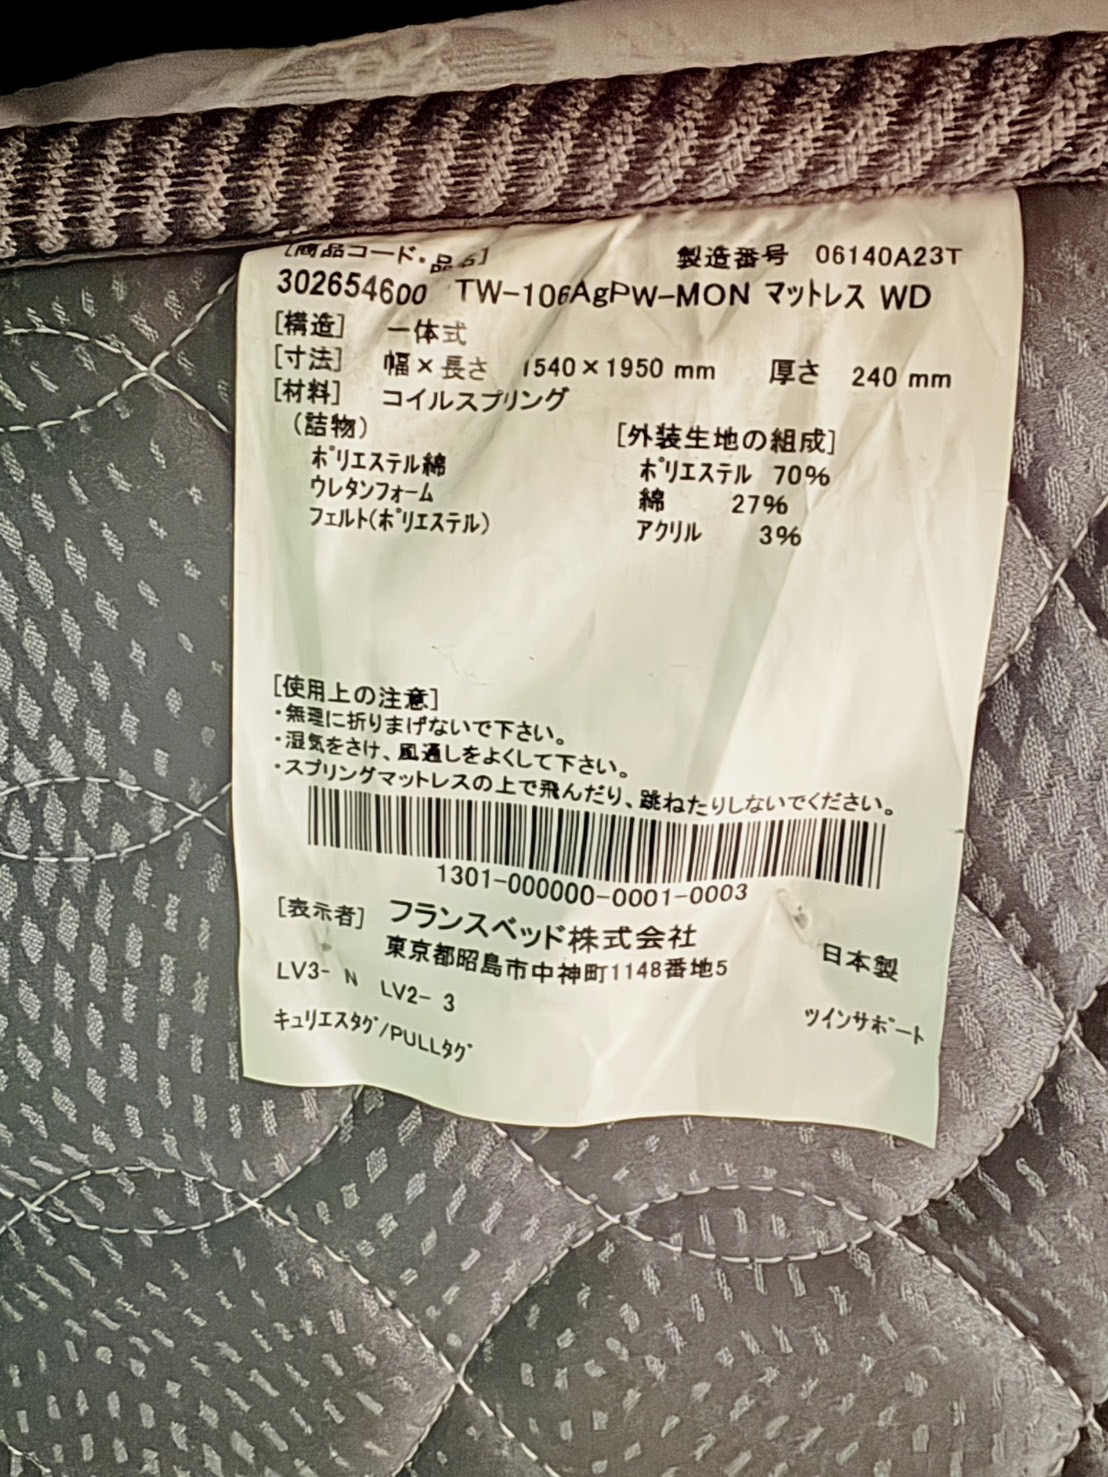 [商品コード・品名] 製造番号 06140A23T
302654600 TW-106AgPW-MON マットレス WD
[構造] 一体式
[寸法] 幅×長さ 1540×1950 mm 厚さ 240 mm
[材料] コイルスプリング
(詰物) [外装生地の組成]
ポリエステル綿 ポリエステル 70%
ウレタンフォーム 綿 27%
フェルト(ポリエステル) アクリル 3%
[使用上の注意]
・無理に折りまげないで下さい。
・湿気をさけ、風通しをよくして下さい。
・スプリングマットレスの上で飛んだり、跳ねたりしないでください。
1301-000000-0001-0003
[表示者] フランスベッド株式会社
東京都昭島市中神町1148番地5 日本製
LV3- N LV2- 3
キュリエスタグ/PULLタグ ツインサポート